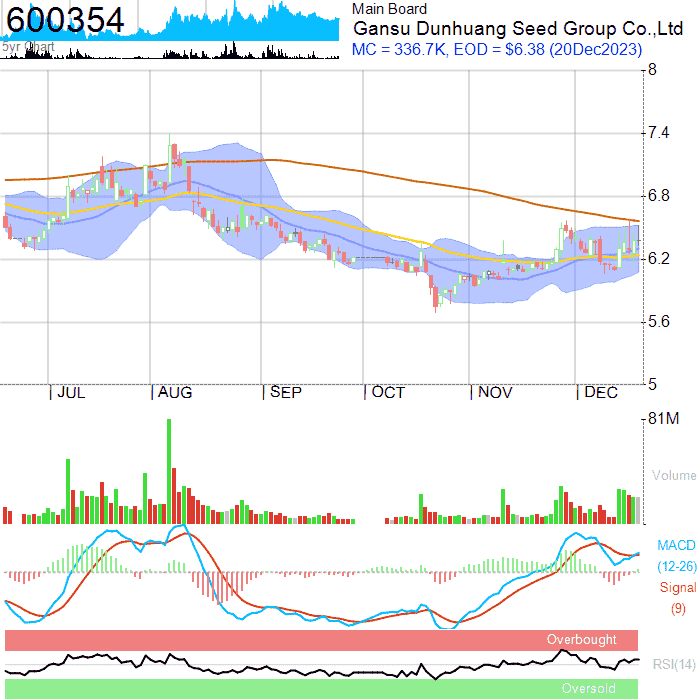 600354
5yr Chart
Main Board
Gansu Dunhuang Seed Group Co.,Ltd
MC = 336.7K, EOD = $6.38 (20Dec2023)
8
7.4
6.8
6.2
5.6
5
JUL AUG SEP OCT NOV DEC
81M
Volume
MACD
(12-26)
Signal
(9)
Overbought
RSI(14)
Oversold